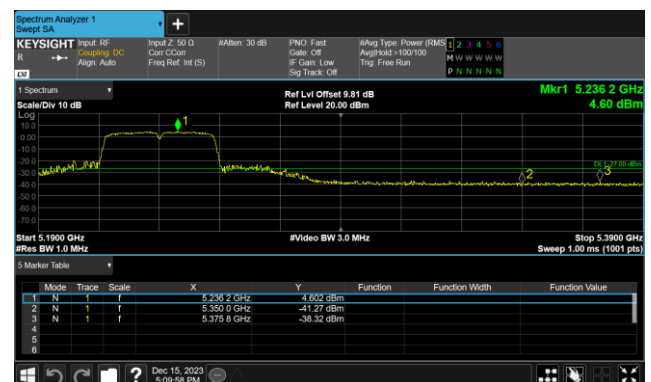 Spectrum Analyzer 1
Swept SA
+
KEYSIGHT Input: RF Input Z: 50 Ω #Atten: 30 dB PNO: Fast #Avg Type: Power (RMS 1 2 3 4 5 6
R Coupling: DC Corr CCorr Gate: Off Avg|Hold:>100/100 M W W W W W
Align: Auto Freq Ref: Int (S) IF Gain: Low Trig: Free Run
Sig Track: Off P N N N N N
LXI
1 Spectrum Ref Lvl Offset 9.81 dB Mkr1 5.236 2 GHz
Scale/Div 10 dB Ref Level 20.00 dBm 4.60 dBm
Log
10.0
0.00
-10.0
-20.0
-30.0
-40.0
-50.0
-60.0
-70.0
1
DL1 -27.00 dBm
2
3
Start 5.1900 GHz #Video BW 3.0 MHz Stop 5.3900 GHz
#Res BW 1.0 MHz Sweep 1.00 ms (1001 pts)
5 Marker Table
Mode Trace Scale X Y Function Function Width Function Value
1 N 1 f 5.236 2 GHz 4.602 dBm
2 N 1 f 5.350 0 GHz -41.27 dBm
3 N 1 f 5.375 8 GHz -38.32 dBm
4
5
6
? Dec 15, 2023
5:09:58 PM